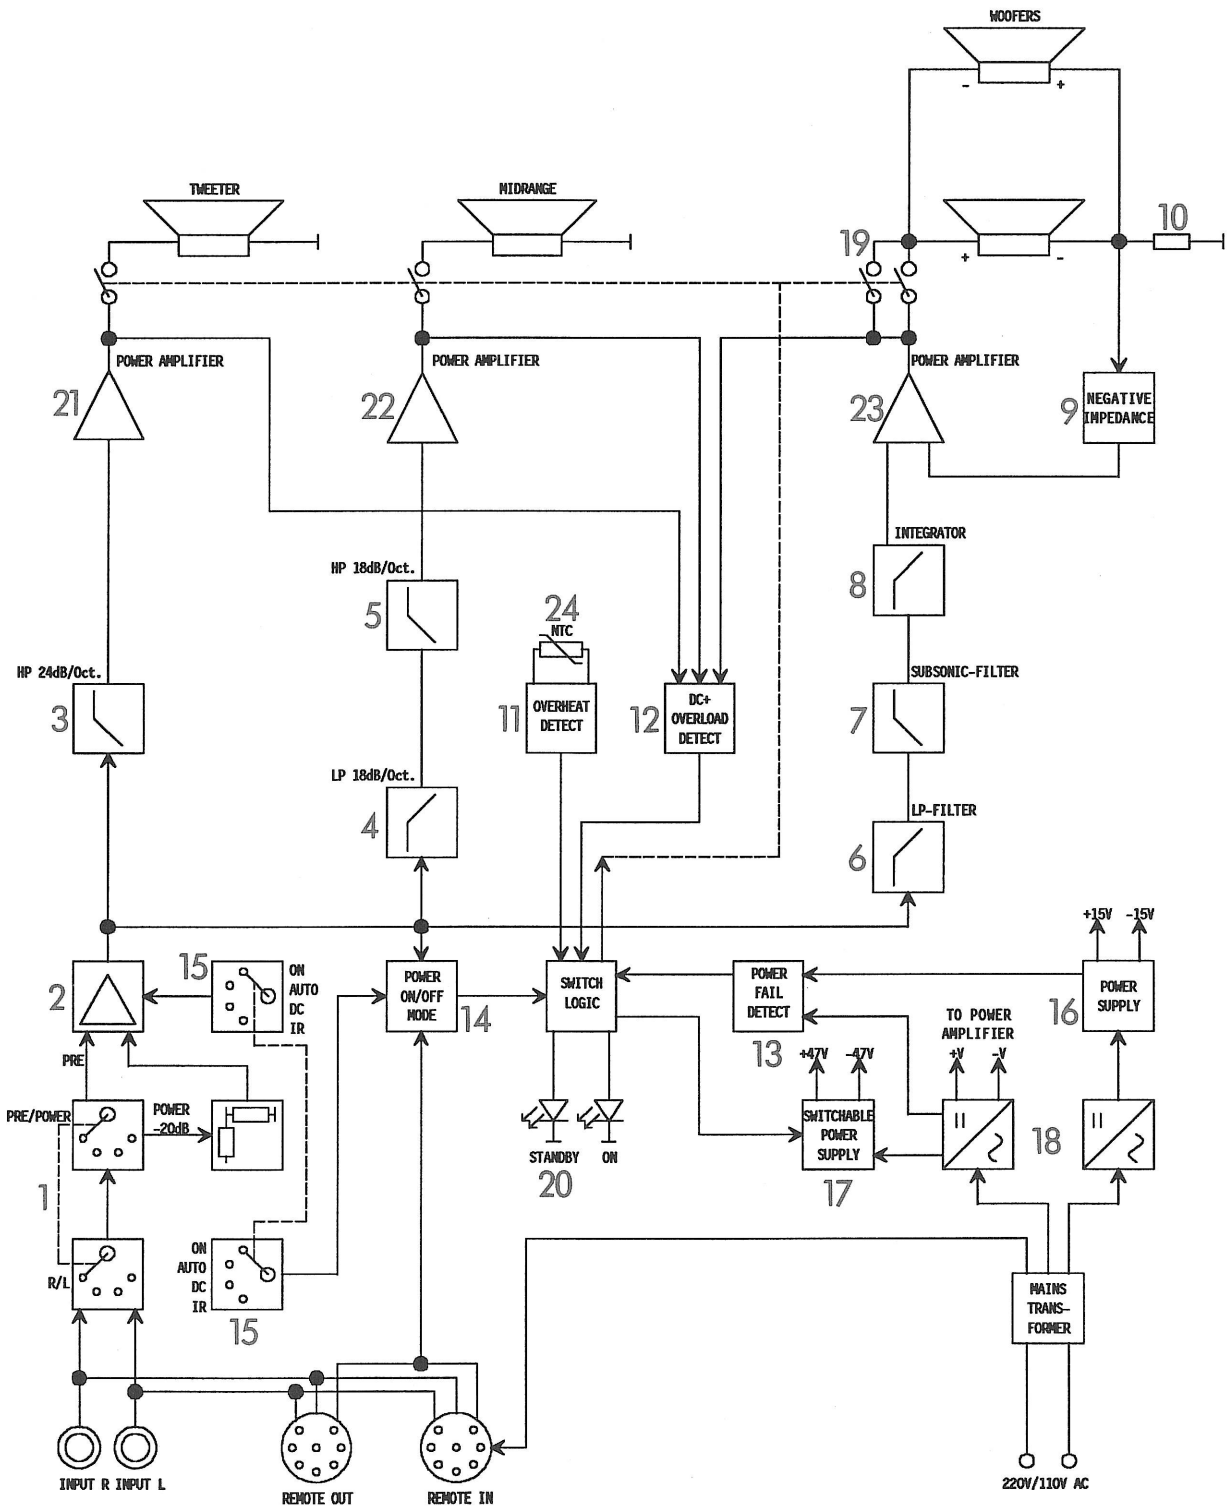 WOOFERS
- +
TWEETER
MIDRANGE
10
19
+ -
POWER AMPLIFIER
POWER AMPLIFIER
POWER AMPLIFIER
21
22
23
9
NEGATIVE
IMPEDANCE
INTEGRATOR
8
HP 18dB/Oct.
5
24
NTC
HP 24dB/Oct.
3
11
OVERHEAT
DETECT
12
DC+
OVERLOAD
DETECT
SUBSONIC-FILTER
7
LP 18dB/Oct.
4
LP-FILTER
6
+15V -15V
2
15
ON
AUTO
DC
IR
POWER
ON/OFF
MODE
14
SWITCH
LOGIC
POWER
FAIL
DETECT
13
16
POWER
SUPPLY
TO POWER
AMPLIFIER
+V -V
+47V -47V
PRE
PRE/POWER
POWER
-20dB
STANDBY ON
20
SWITCHABLE
POWER
SUPPLY
17
18
1
R/L
ON
AUTO
DC
IR
15
MAINS
TRANS-
FORMER
INPUT R INPUT L
REMOTE OUT
REMOTE IN
220V/110V AC